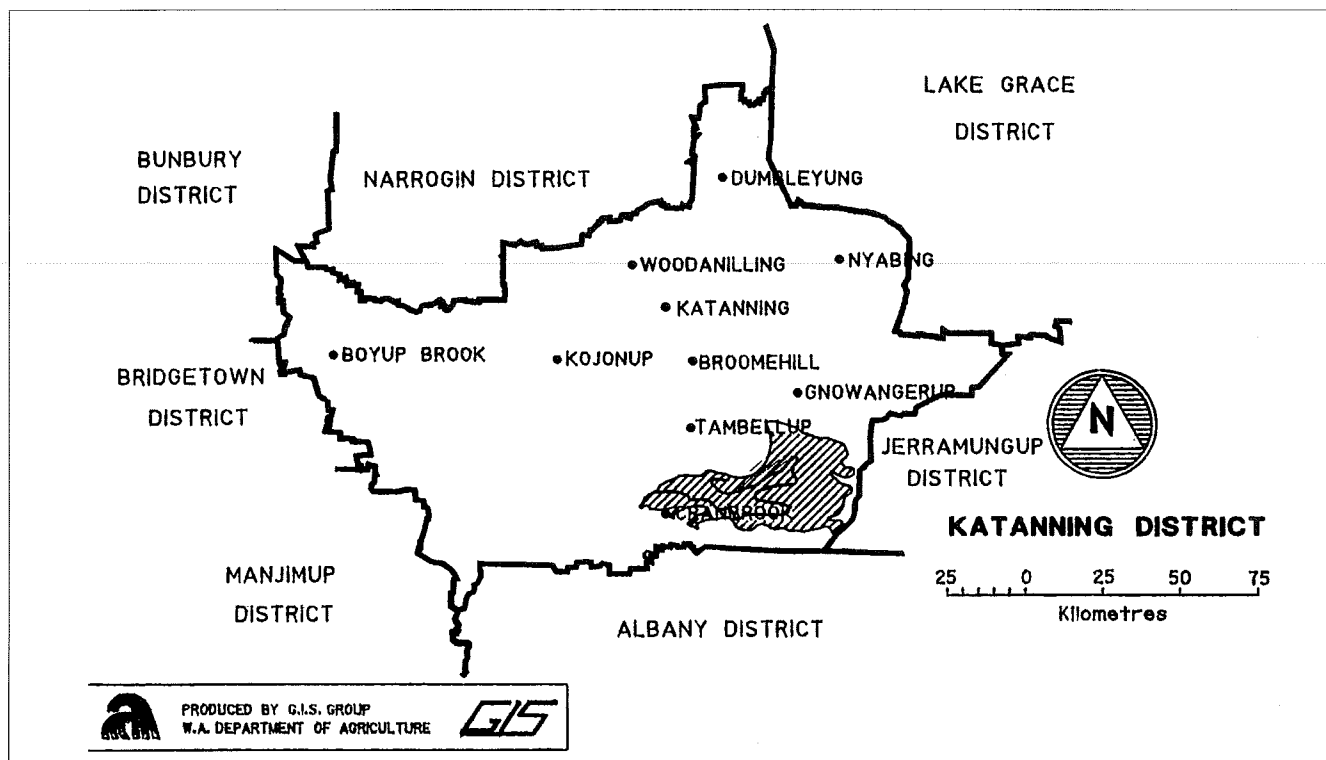 LAKE GRACE
DISTRICT
BUNBURY
DISTRICT
NARROGIN DISTRICT
DUMBLEYUNG
WOODANILLING
NYABING
KATANNING
BOYUP BROOK
KOJONUP
BROOMEHILL
BRIDGETOWN
DISTRICT
GNOWANGERUP
N
TAMBELLUP
JERRAMUNGUP
DISTRICT
CRANBROOK
KATANNING DISTRICT
MANJIMUP
DISTRICT
25 0 25 50 75
Kilometres
ALBANY DISTRICT
PRODUCED BY G.I.S. GROUP
W.A. DEPARTMENT OF AGRICULTURE
GIS